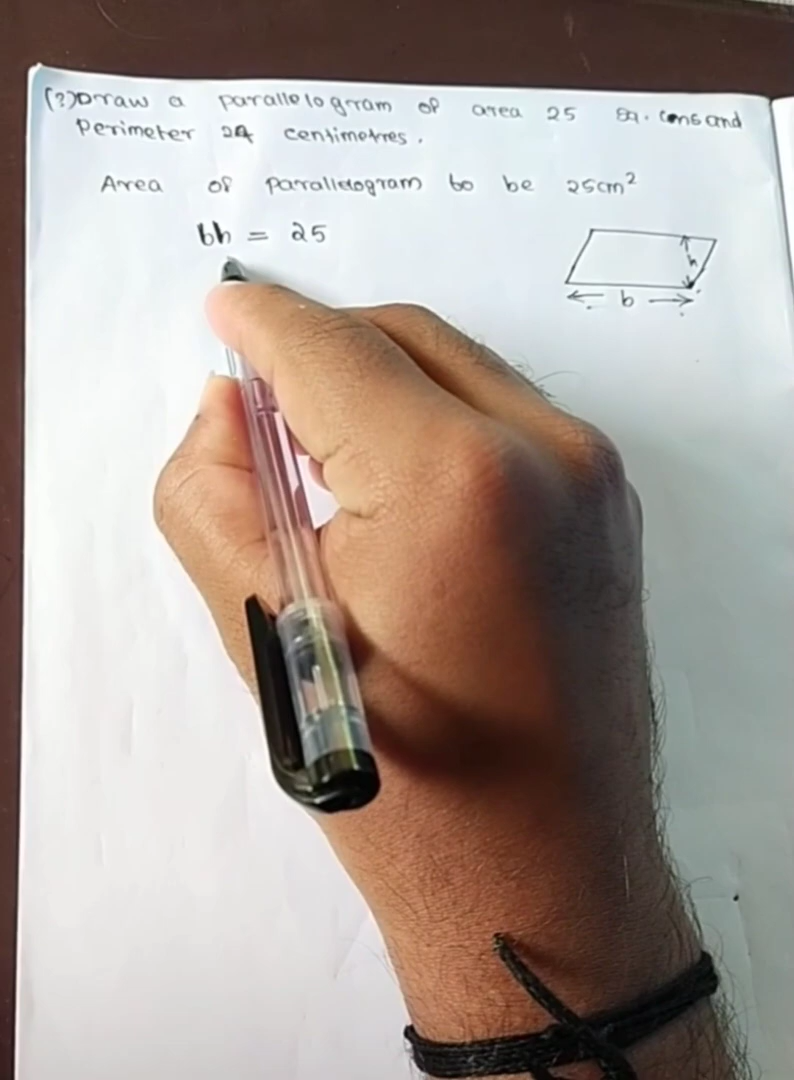 (?)Draw a parallelogram of area 25 sq. cms and
Perimeter 24 centimetres.
Area of parallelogram to be 25cm²
bh = 25
h
b